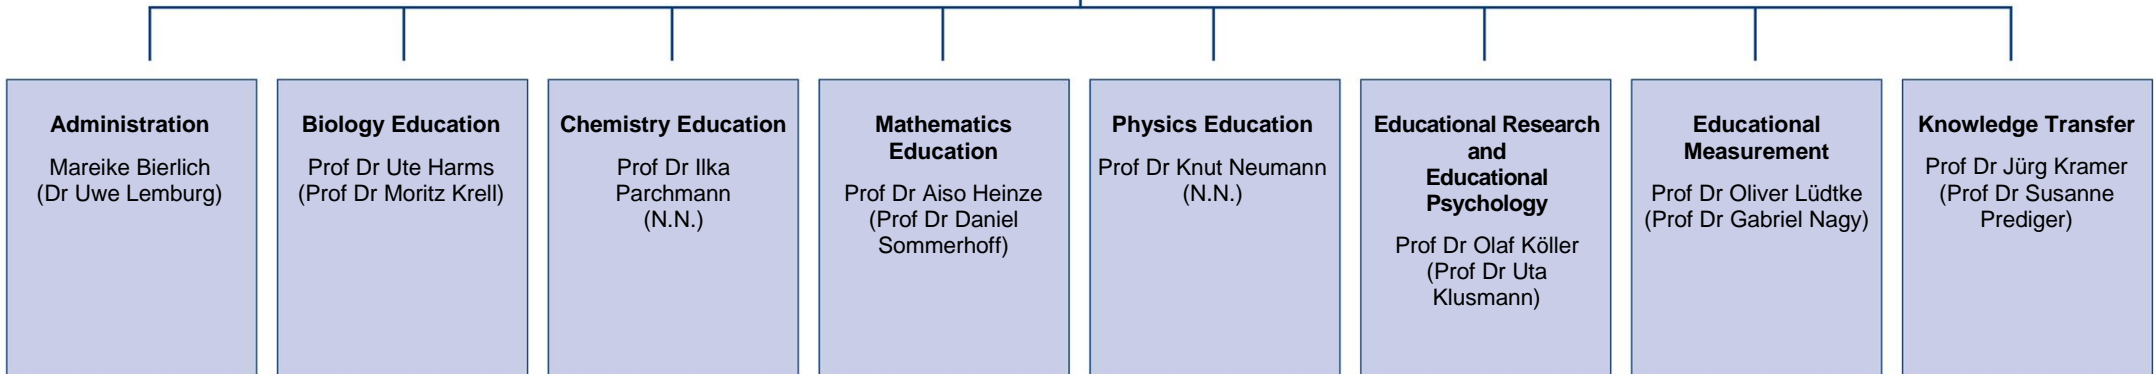 Administration
Mareike Bierlich
(Dr Uwe Lemburg)
Biology Education
Prof Dr Ute Harms
(Prof Dr Moritz Krell)
Chemistry Education
Prof Dr Ilka
Parchmann
(N.N.)
Mathematics
Education
Prof Dr Aiso Heinze
(Prof Dr Daniel
Sommerhoff)
Physics Education
Prof Dr Knut Neumann
(N.N.)
Educational Research
and
Educational
Psychology
Prof Dr Olaf Köller
(Prof Dr Uta
Klusmann)
Educational
Measurement
Prof Dr Oliver Lüdtke
(Prof Dr Gabriel Nagy)
Knowledge Transfer
Prof Dr Jürg Kramer
(Prof Dr Susanne
Prediger)